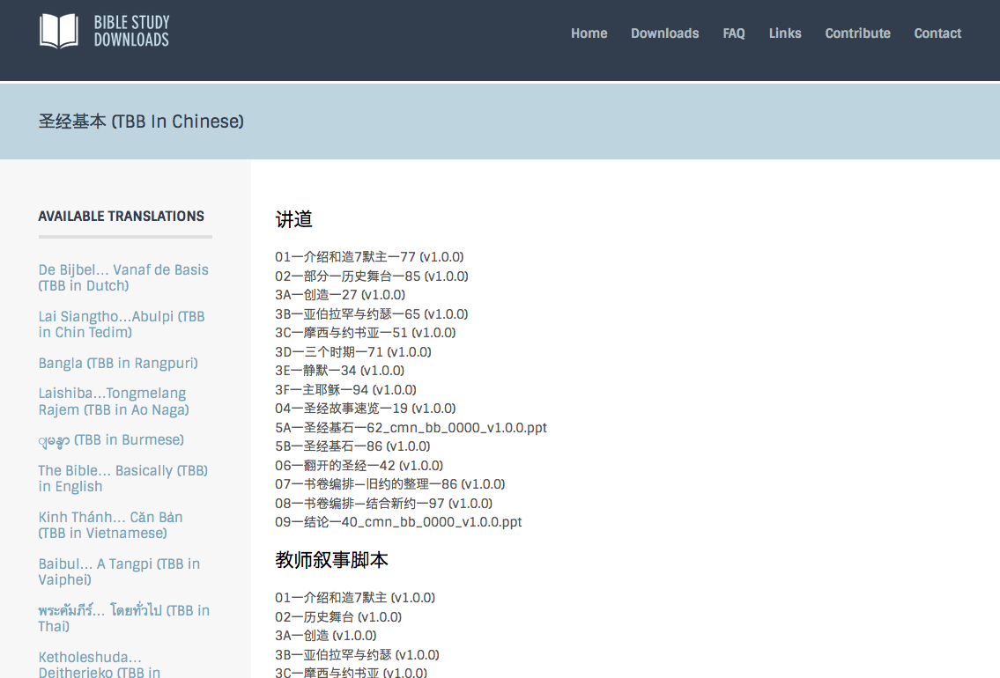 BIBLE STUDY
DOWNLOADS
Home Downloads FAQ Links Contribute Contact
圣经基本 (TBB In Chinese)
AVAILABLE TRANSLATIONS
De Bijbel... Vanaf de Basis
(TBB in Dutch)
Lai Siangtho...Abulpi (TBB
in Chin Tedim)
Bangla (TBB in Rangpuri)
Laishiba...Tongmelang
Rajem (TBB in Ao Naga)
(TBB in Burmese)
The Bible... Basically (TBB)
in English
Kinh Thánh... Căn Bản
(TBB in Vietnamese)
Baibul... A Tangpi (TBB in
Vaiphei)
พระคัมภีร์... โดยทั่วไป (TBB in
Thai)
Ketholeshuda...
Deitherieko (TBB in
讲道
01一介绍和造7默主一77 (v1.0.0)
02一部分一历史舞台一85 (v1.0.0)
3A一创造一27 (v1.0.0)
3B一亚伯拉罕与约瑟一65 (v1.0.0)
3C一摩西与约书亚一51 (v1.0.0)
3D一三个时期一71 (v1.0.0)
3E一静默一34 (v1.0.0)
3F一主耶稣一94 (v1.0.0)
04一圣经故事速览一19 (v1.0.0)
5A一圣经基石一62_cmn_bb_0000_v1.0.0.ppt
5B一圣经基石一86 (v1.0.0)
06一翻开的圣经一42 (v1.0.0)
07一书卷编排—旧约的整理一86 (v1.0.0)
08一书卷编排—结合新约一97 (v1.0.0)
09一结论一40_cmn_bb_0000_v1.0.0.ppt
教师叙事脚本
01一介绍和造7默主 (v1.0.0)
02一历史舞台 (v1.0.0)
3A一创造 (v1.0.0)
3B一亚伯拉罕与约瑟 (v1.0.0)
3C一摩西与约书亚 (v1.0.0)